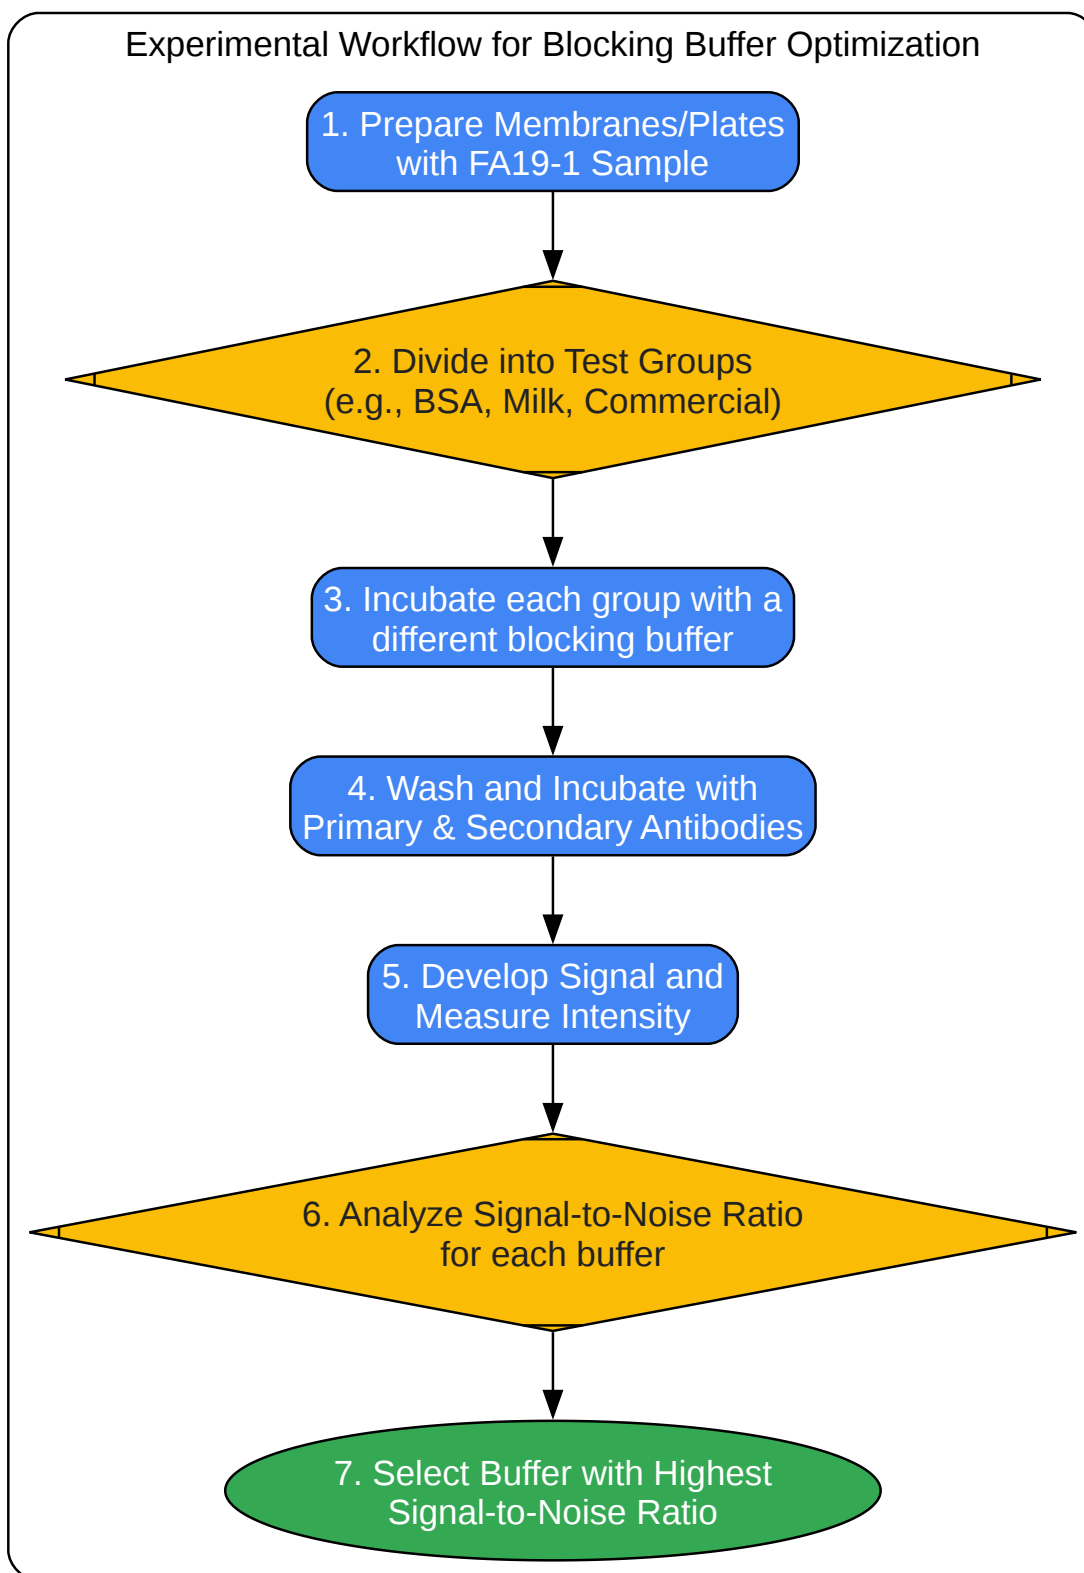 Experimental Workflow for Blocking Buffer Optimization
1. Prepare Membranes/Plates
with FA19-1 Sample
2. Divide into Test Groups
(e.g., BSA, Milk, Commercial)
3. Incubate each group with a
different blocking buffer
4. Wash and Incubate with
Primary & Secondary Antibodies
5. Develop Signal and
Measure Intensity
6. Analyze Signal-to-Noise Ratio
for each buffer
7. Select Buffer with Highest
Signal-to-Noise Ratio